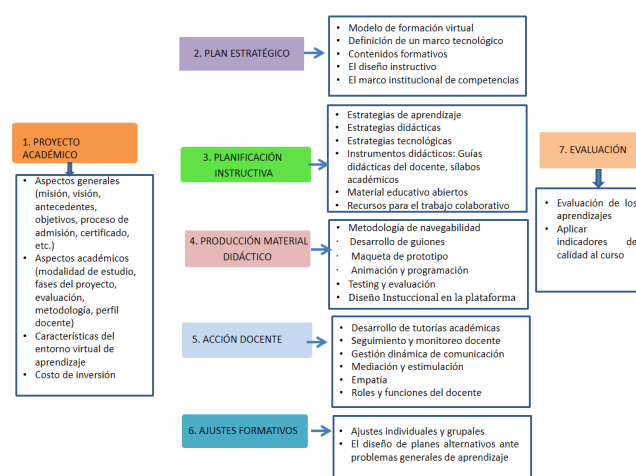 1. PROYECTO
ACADÉMICO
• Aspectos generales
(misión, visión,
antecedentes,
objetivos, proceso de
admisión, certificado,
etc.)
• Aspectos académicos
(modalidad de estudio,
fases del proyecto,
evaluación,
metodología, perfil
docente)
• Características del
entorno virtual de
aprendizaje
• Costo de inversión
2. PLAN ESTRATÉGICO
• Modelo de formación virtual
• Definición de un marco tecnológico
• Contenidos formativos
• El diseño instructivo
• El marco institucional de competencias
3. PLANIFICACIÓN
INSTRUCTIVA
• Estrategias de aprendizaje
• Estrategias didácticas
• Estrategias tecnológicas
• Instrumentos didácticos: Guías
didácticas del docente, sílabos
académicos
• Material educativo abiertos
• Recursos para el trabajo colaborativo
4. PRODUCCIÓN MATERIAL
DIDÁCTICO
• Metodología de navegabilidad
· Desarrollo de guiones
· Maqueta de prototipo
· Animación y programación
• Testing y evaluación
• Diseño Instuccional en la plataforma
5. ACCIÓN DOCENTE
• Desarrollo de tutorías académicas
• Seguimiento y monitoreo docente
• Gestión dinámica de comunicación
• Mediación y estimulación
• Empatía
• Roles y funciones del docente
6. AJUSTES FORMATIVOS
• Ajustes individuales y grupales
• El diseño de planes alternativos ante
problemas generales de aprendizaje
7. EVALUACIÓN
• Evaluación de los
aprendizajes
• Aplicar
indicadores de
calidad al curso